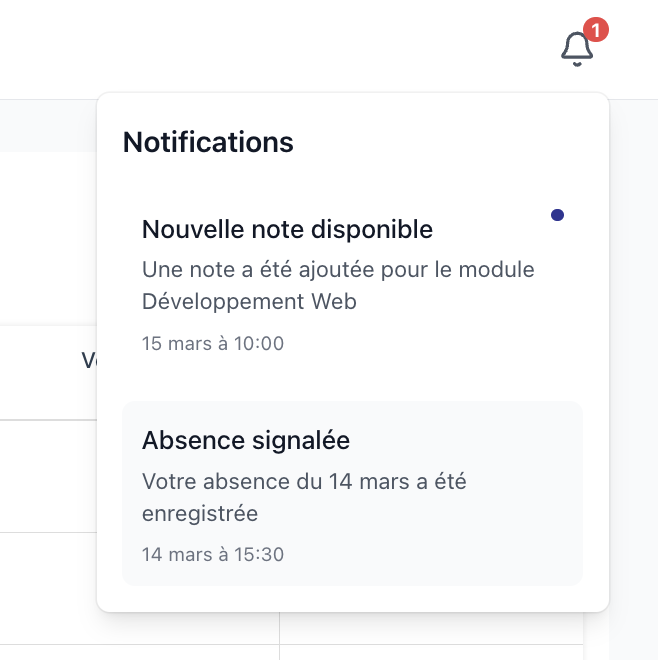 1
Notifications
Nouvelle note disponible
Une note a été ajoutée pour le module
Développement Web
15 mars à 10:00
Absence signalée
Votre absence du 14 mars a été
enregistrée
14 mars à 15:30